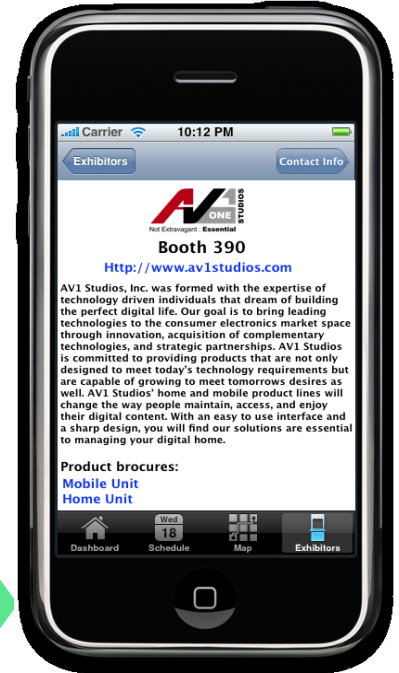 Carrier 10:12 PM
Exhibitors Contact Info
AV1
ONE
STUDIOS
Not Extravagant : Essential
Booth 390
Http://www.av1studios.com
AV1 Studios, Inc. was formed with the expertise of
technology driven individuals that dream of building
the perfect digital life. Our goal is to bring leading
technologies to the consumer electronics market space
through innovation, acquisition of complementary
technologies, and strategic partnerships. AV1 Studios
is committed to providing products that are not only
designed to meet today's technology requirements but
are capable of growing to meet tomorrows desires as
well. AV1 Studios' home and mobile product lines will
change the way people maintain, access, and enjoy
their digital content. With an easy to use interface and
a sharp design, you will find our solutions are essential
to managing your digital home.
Product brocures:
Mobile Unit
Home Unit
Wed
18
Dashboard Schedule Map Exhibitors